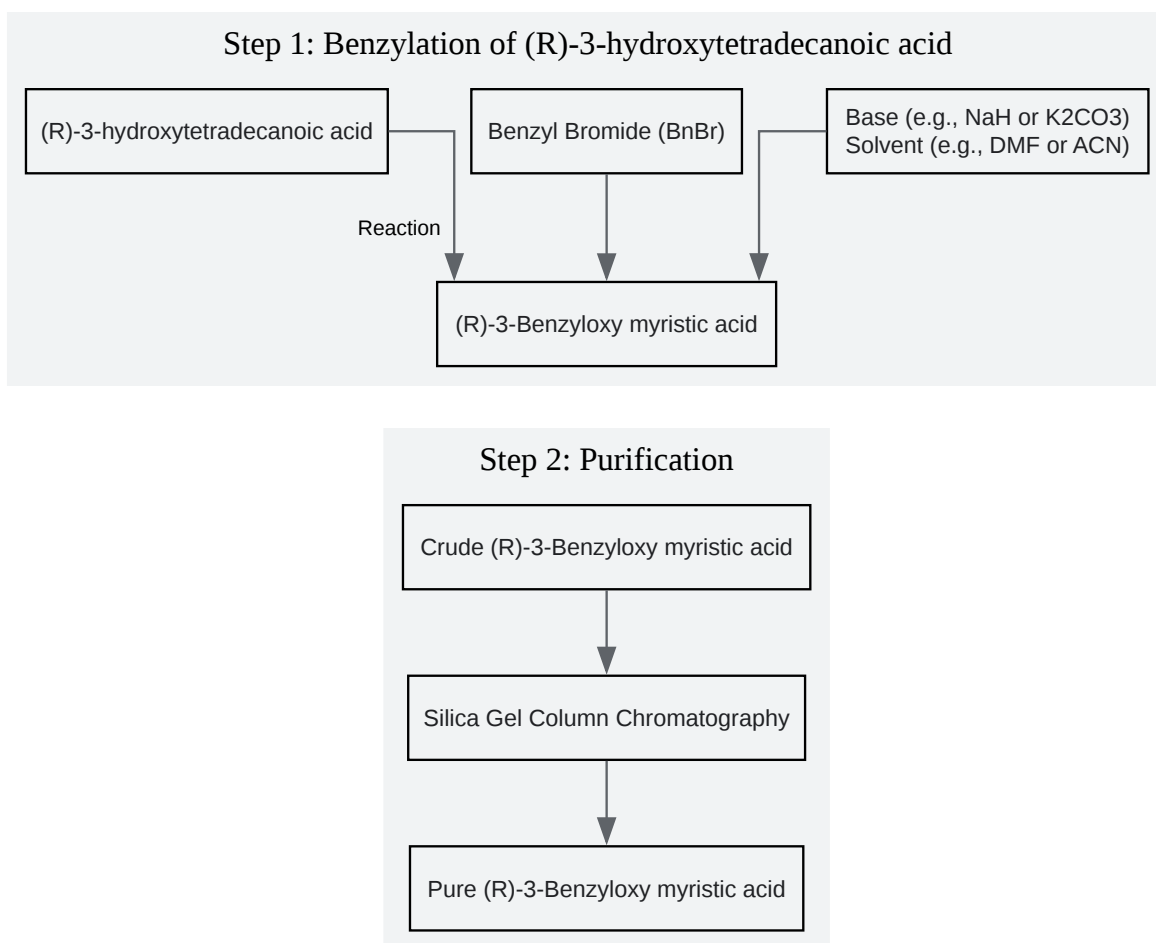 Step 1: Benzylation of (R)-3-hydroxytetradecanoic acid
(R)-3-hydroxytetradecanoic acid
Benzyl Bromide (BnBr)
Base (e.g., NaH or K2CO3)
Solvent (e.g., DMF or ACN)
Reaction
(R)-3-Benzyloxy myristic acid
Step 2: Purification
Crude (R)-3-Benzyloxy myristic acid
Silica Gel Column Chromatography
Pure (R)-3-Benzyloxy myristic acid